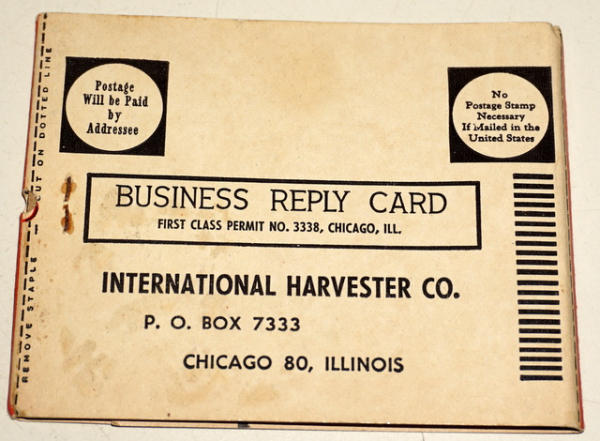 REMOVE STAPLE — CUT ON DOTTED LINE
Postage
Will be Paid
by
Addressee
No
Postage Stamp
Necessary
If Mailed in the
United States
BUSINESS REPLY CARD
FIRST CLASS PERMIT NO. 3338, CHICAGO, ILL.
INTERNATIONAL HARVESTER CO.
P. O. BOX 7333
CHICAGO 80, ILLINOIS